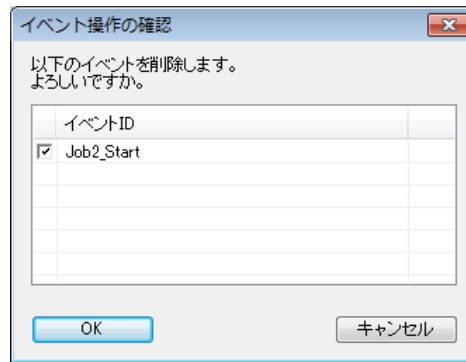 イベント操作の確認
以下のイベントを削除します。
よろしいですか。
イベントID
Job2_Start
OK
キャンセル